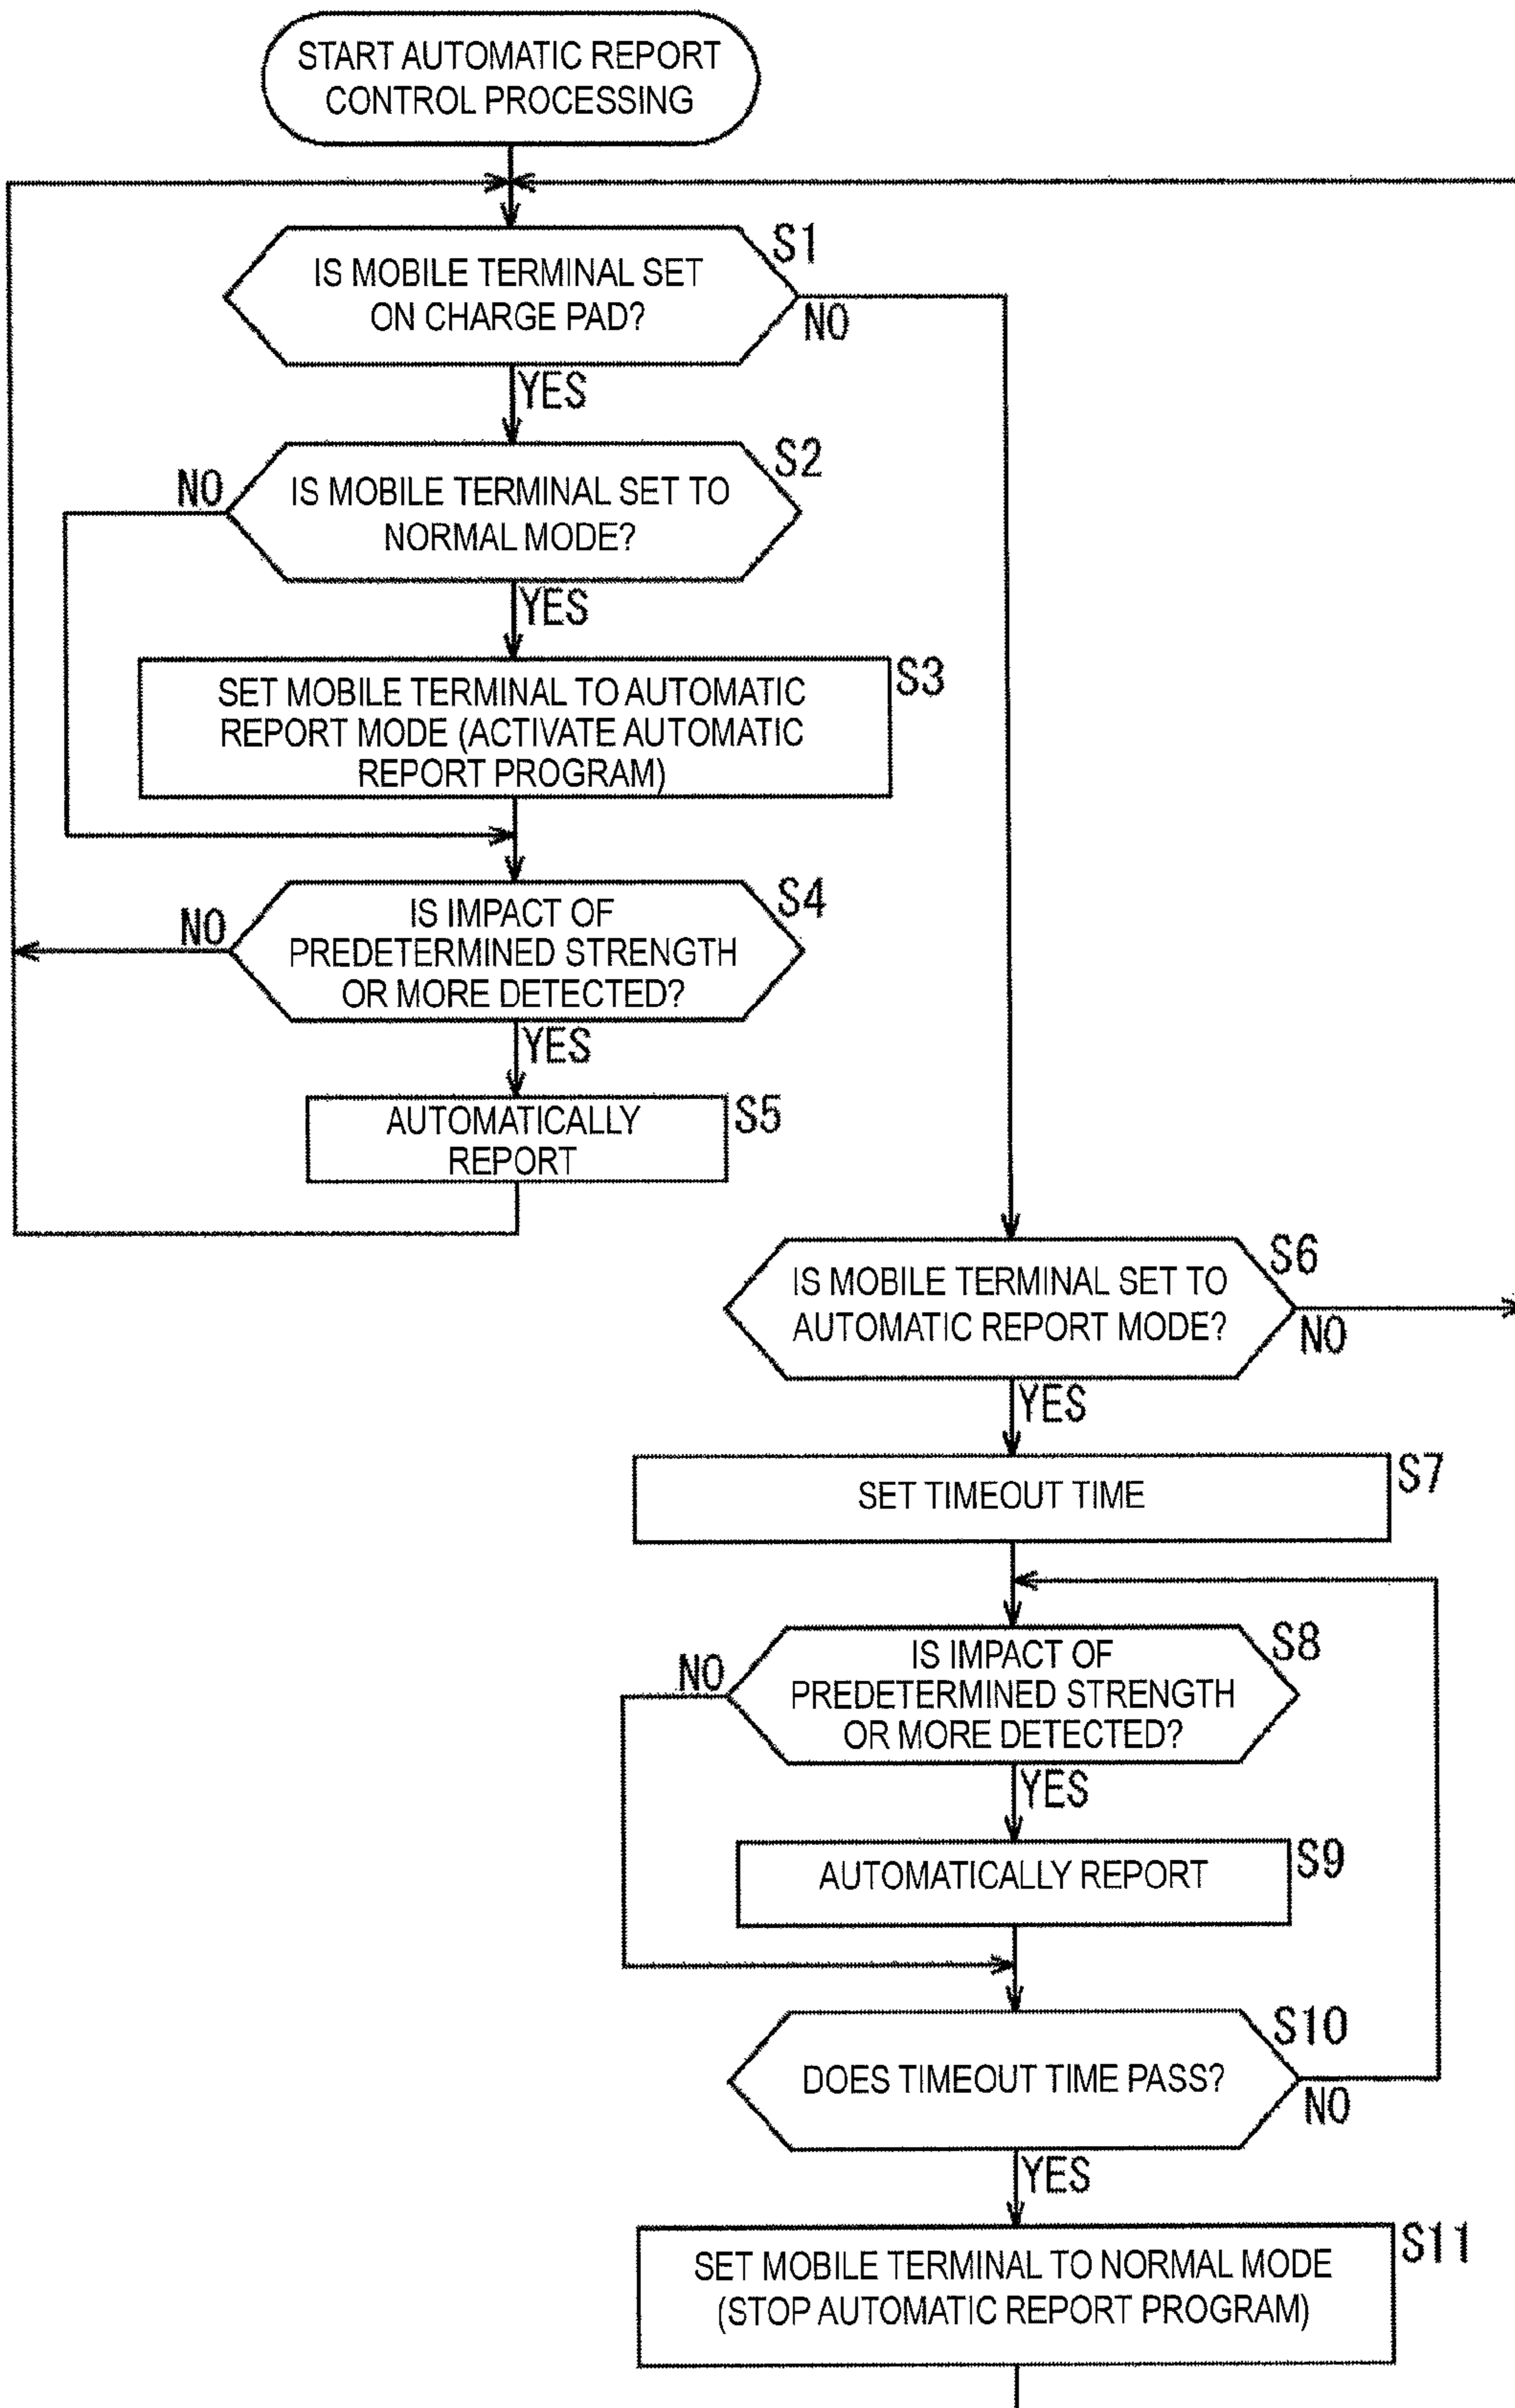 START AUTOMATIC REPORT
CONTROL PROCESSING
S1
IS MOBILE TERMINAL SET
ON CHARGE PAD?
NO
YES
S2
NO
IS MOBILE TERMINAL SET TO
NORMAL MODE?
YES
S3
SET MOBILE TERMINAL TO AUTOMATIC
REPORT MODE (ACTIVATE AUTOMATIC
REPORT PROGRAM)
S4
NO
IS IMPACT OF
PREDETERMINED STRENGTH
OR MORE DETECTED?
YES
S5
AUTOMATICALLY
REPORT
S6
IS MOBILE TERMINAL SET TO
AUTOMATIC REPORT MODE?
NO
YES
S7
SET TIMEOUT TIME
S8
NO
IS IMPACT OF
PREDETERMINED STRENGTH
OR MORE DETECTED?
YES
S9
AUTOMATICALLY REPORT
S10
DOES TIMEOUT TIME PASS?
NO
YES
S11
SET MOBILE TERMINAL TO NORMAL MODE
(STOP AUTOMATIC REPORT PROGRAM)